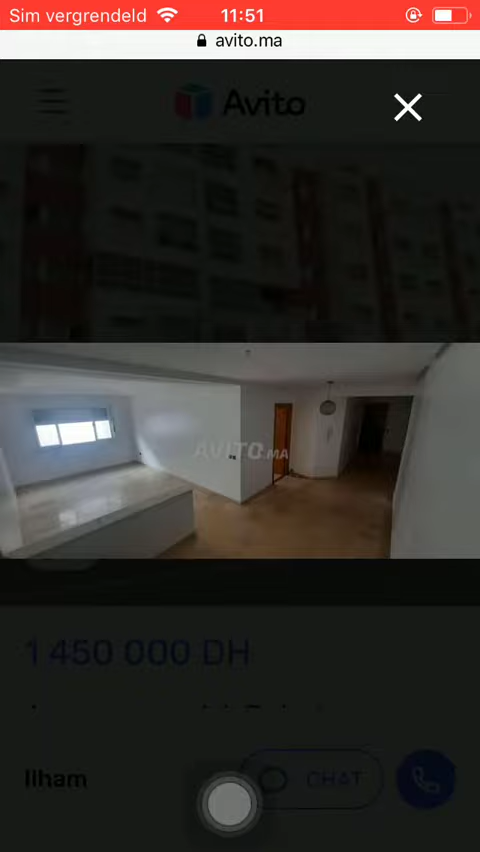 Sim vergrendeld 11:51
avito.ma
Avito
AVITO.MA
1 450 000 DH
Ilham
CHAT